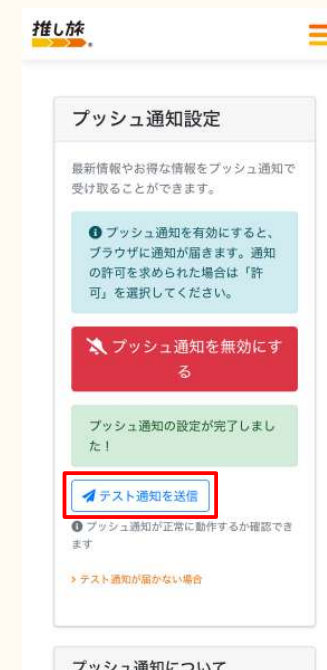 推し旅
プッシュ通知設定
最新情報やお得な情報をプッシュ通知で
受け取ることができます。
プッシュ通知を有効にすると、
ブラウザに通知が届きます。通知
の許可を求められた場合は「許
可」を選択してください。
プッシュ通知を無効にす
る
プッシュ通知の設定が完了しまし
た！
テスト通知を送信
プッシュ通知が正常に動作するか確認でき
ます
> テスト通知が届かない場合
プッシュ通知について